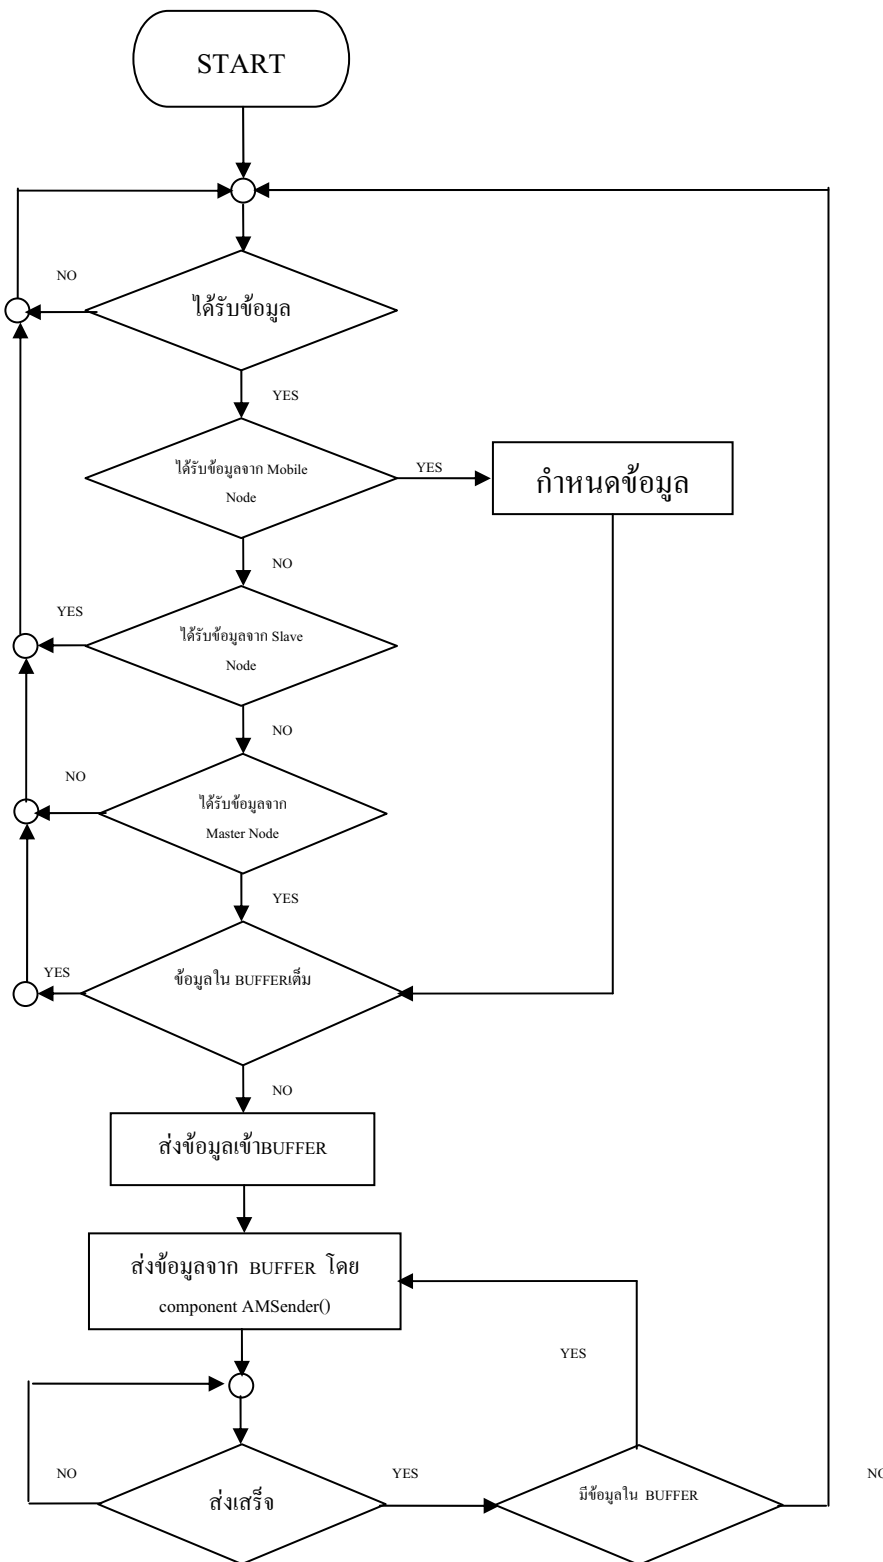 START
NO
ได้รับข้อมูล
YES
ได้รับข้อมูลจาก Mobile
Node
YES
กำหนดข้อมูล
NO
YES
ได้รับข้อมูลจาก Slave
Node
NO
NO
ได้รับข้อมูลจาก
Master Node
YES
YES
ข้อมูลใน BUFFERเต็ม
NO
ส่งข้อมูลเข้าBUFFER
ส่งข้อมูลจาก BUFFER โดย
component AMSender()
YES
NO
ส่งเสร็จ
YES
มีข้อมูลใน BUFFER
NO